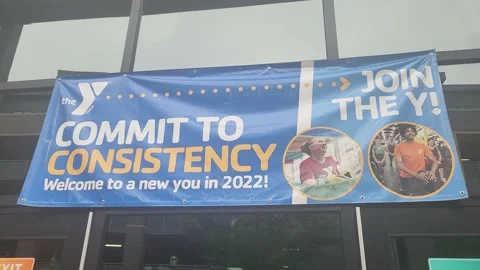 the Y
COMMIT TO
CONSISTENCY
Welcome to a new you in 2022!
JOIN
THE Y!
EXIT